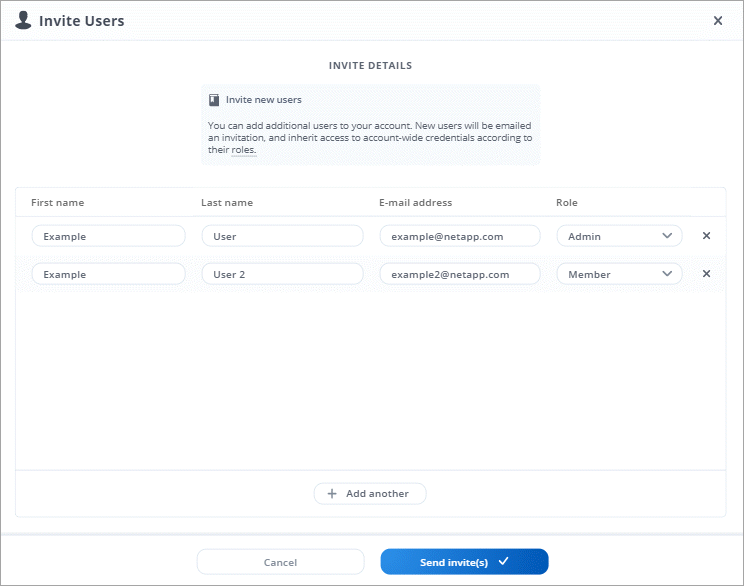 Invite Users
INVITE DETAILS
Invite new users
You can add additional users to your account. New users will be emailed
an invitation, and inherit access to account-wide credentials according to
their roles.
First name Last name E-mail address Role
Example User example@netapp.com Admin
Example User 2 example2@netapp.com Member
Add another
Cancel Send invite(s)